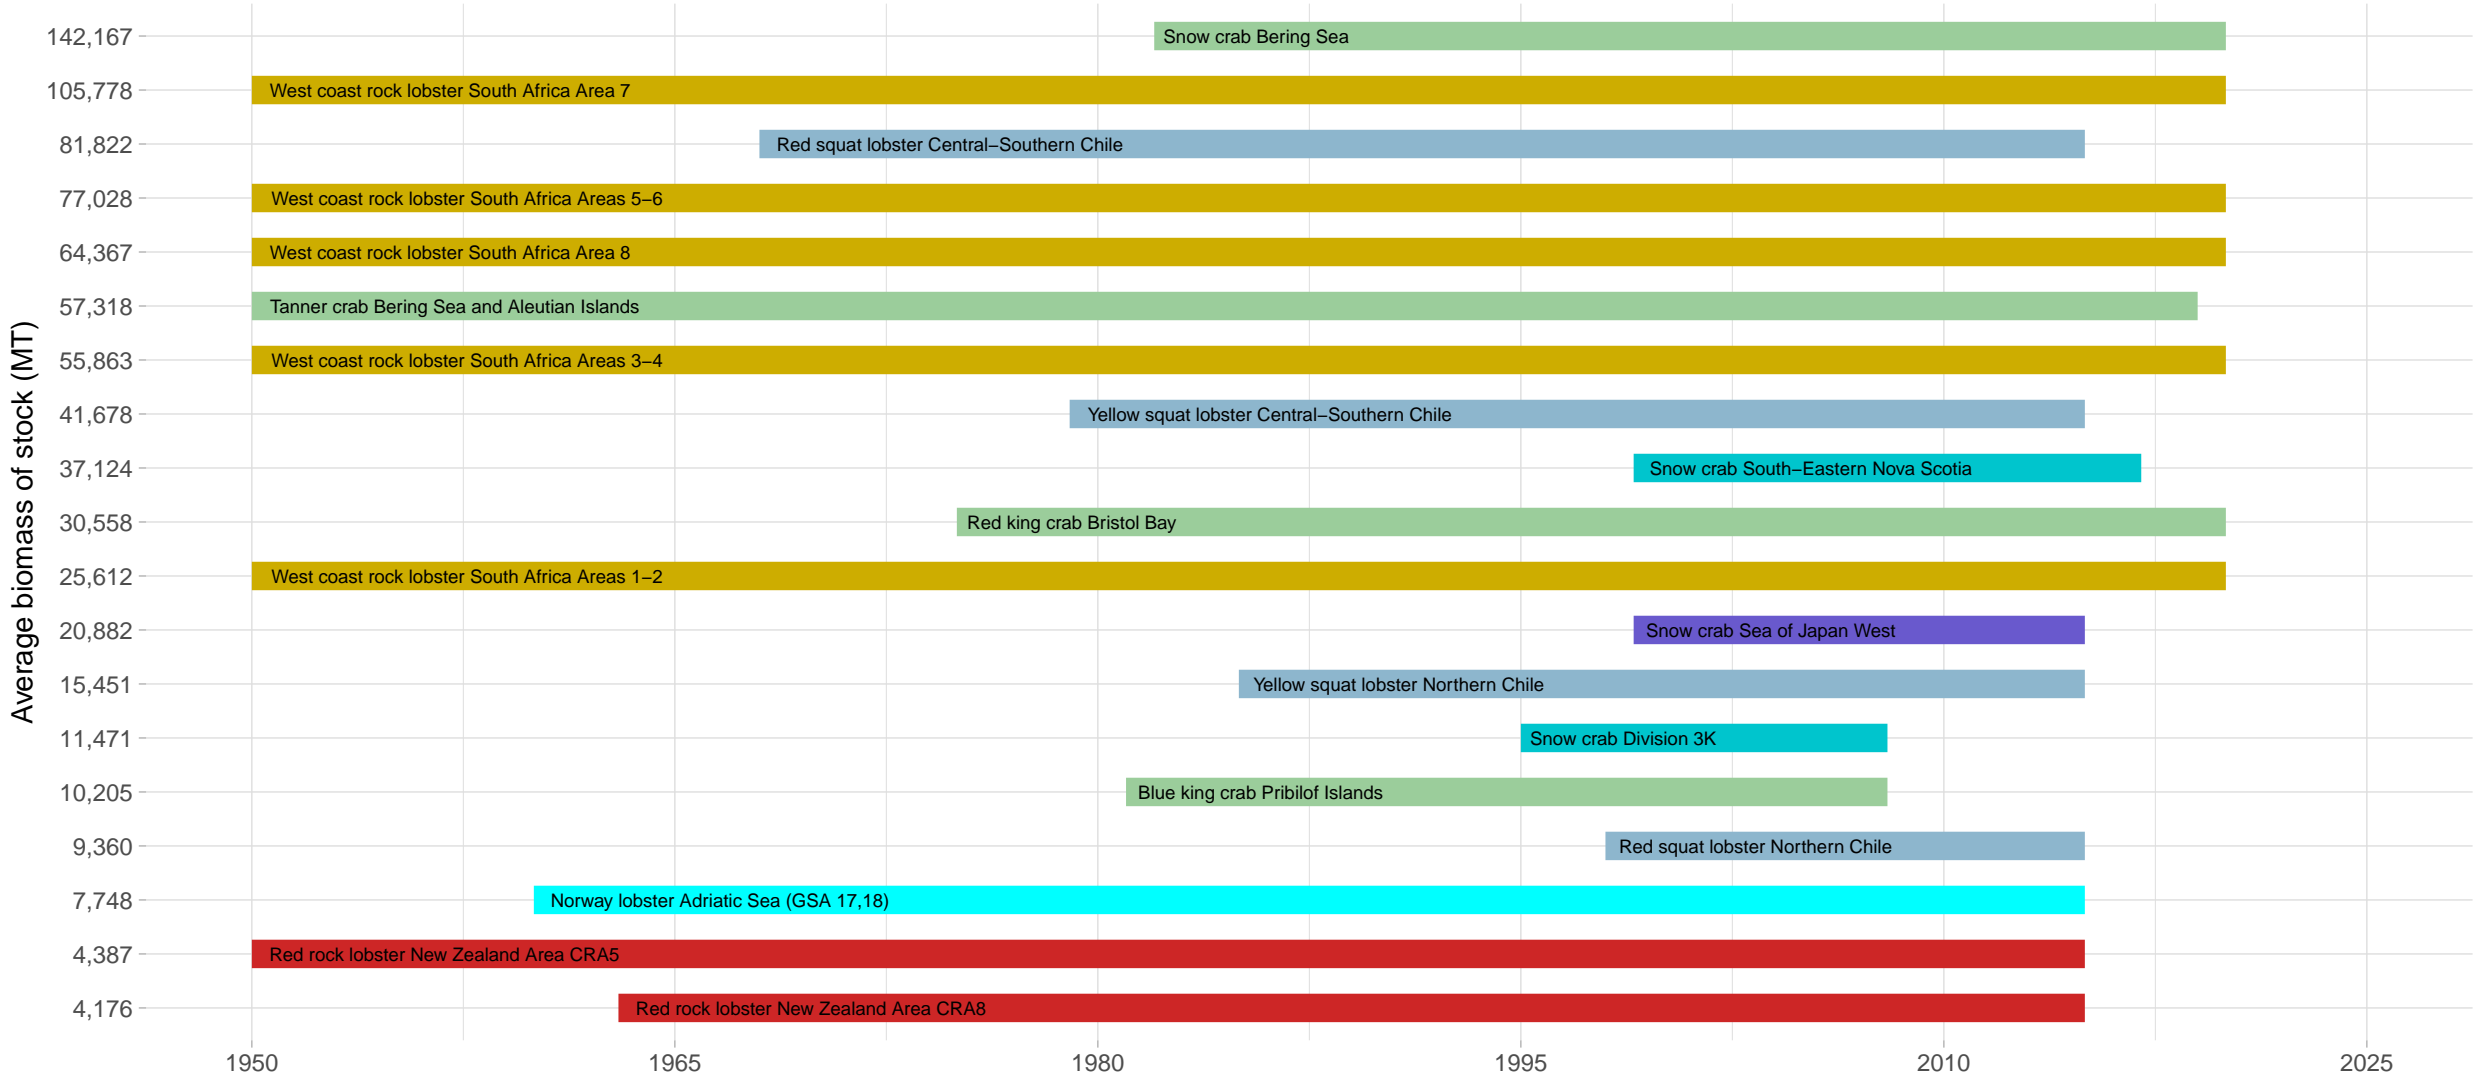 Average biomass of stock (MT)
142,167 Snow crab Bering Sea
105,778 West coast rock lobster South Africa Area 7
81,822 Red squat lobster Central−Southern Chile
77,028 West coast rock lobster South Africa Areas 5−6
64,367 West coast rock lobster South Africa Area 8
57,318 Tanner crab Bering Sea and Aleutian Islands
55,863 West coast rock lobster South Africa Areas 3−4
41,678 Yellow squat lobster Central−Southern Chile
37,124 Snow crab South−Eastern Nova Scotia
30,558 Red king crab Bristol Bay
25,612 West coast rock lobster South Africa Areas 1−2
20,882 Snow crab Sea of Japan West
15,451 Yellow squat lobster Northern Chile
11,471 Snow crab Division 3K
10,205 Blue king crab Pribilof Islands
9,360 Red squat lobster Northern Chile
7,748 Norway lobster Adriatic Sea (GSA 17,18)
4,387 Red rock lobster New Zealand Area CRA5
4,176 Red rock lobster New Zealand Area CRA8
1950 1965 1980 1995 2010 2025